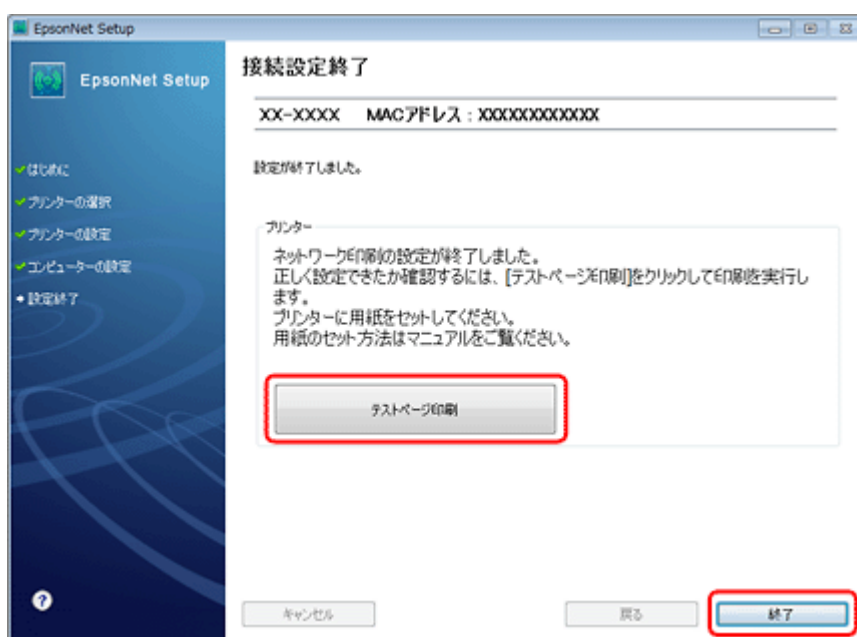 EpsonNet Setup
EpsonNet Setup
はじめに
プリンターの選択
プリンターの設定
コンピューターの設定
設定終了
接続設定終了
XX-XXXX MACアドレス：XXXXXXXXXXXX
設定が終了しました。
プリンター
ネットワーク印刷の設定が終了しました。
正しく設定できたか確認するには、[テストページ印刷]をクリックして印刷を実行し
ます。
プリンターに用紙をセットしてください。
用紙のセット方法はマニュアルをご覧ください。
テストページ印刷
?
キャンセル
戻る
終了